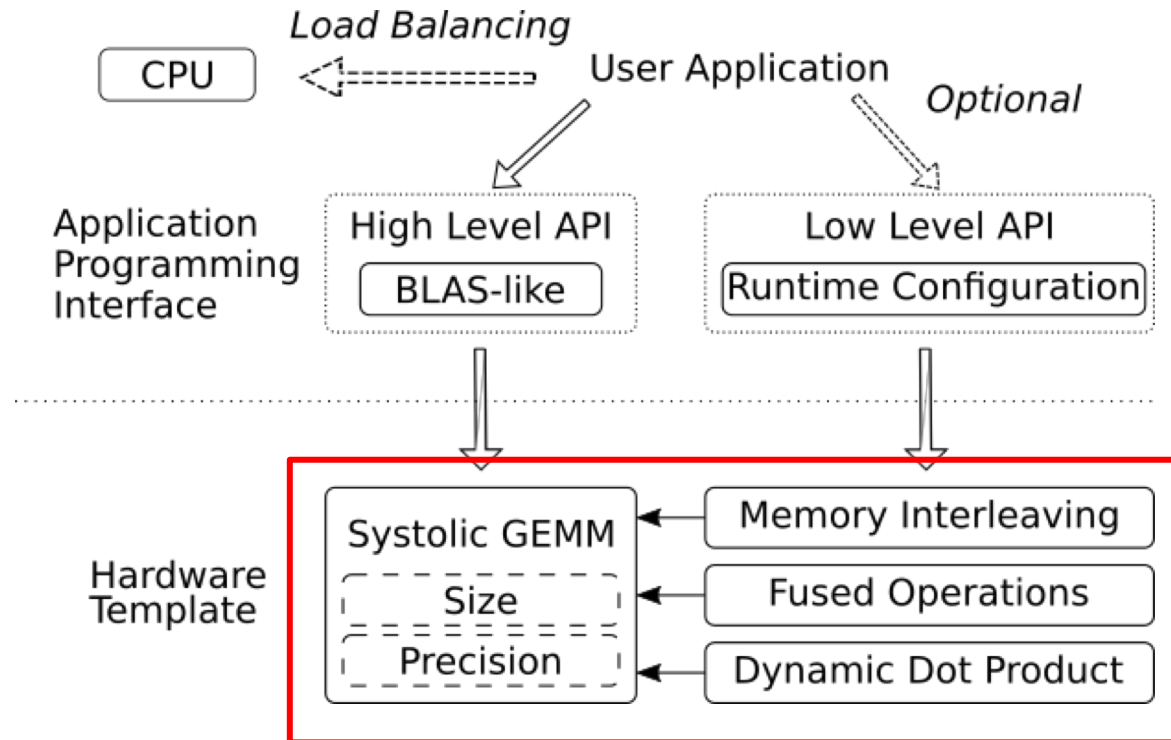 Load Balancing
CPU
User Application
Optional
Application
Programming
Interface
High Level API
BLAS-like
Low Level API
Runtime Configuration
Hardware
Template
Systolic GEMM
Size
Precision
Memory Interleaving
Fused Operations
Dynamic Dot Product